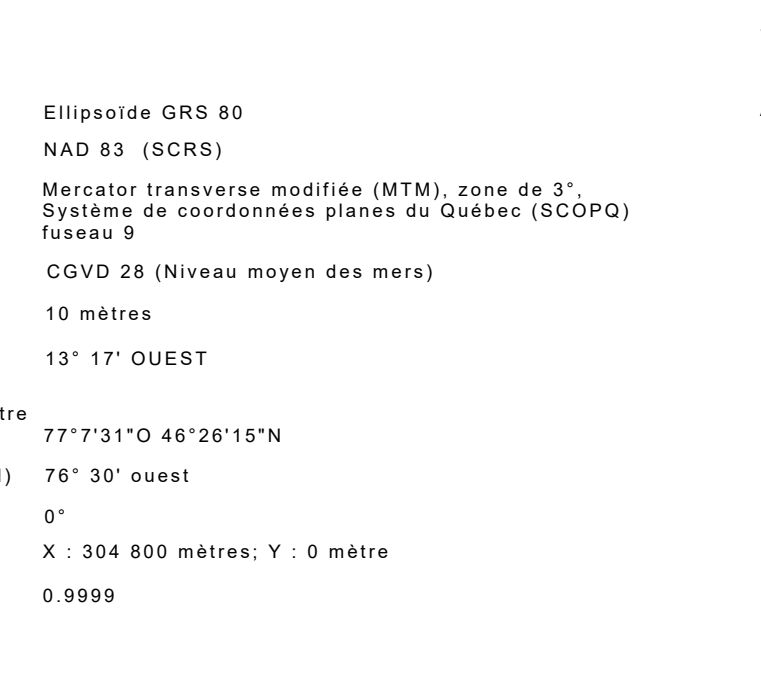 Ellipsoïde GRS 80
NAD 83 (SCRS)
Mercator transverse modifiée (MTM), zone de 3°,
Système de coordonnées planes du Québec (SCOPQ)
fuseau 9
CGVD 28 (Niveau moyen des mers)
10 mètres
13° 17' OUEST
tre
77°7'31"O 46°26'15"N
) 76° 30' ouest
0°
X : 304 800 mètres; Y : 0 mètre
0.9999